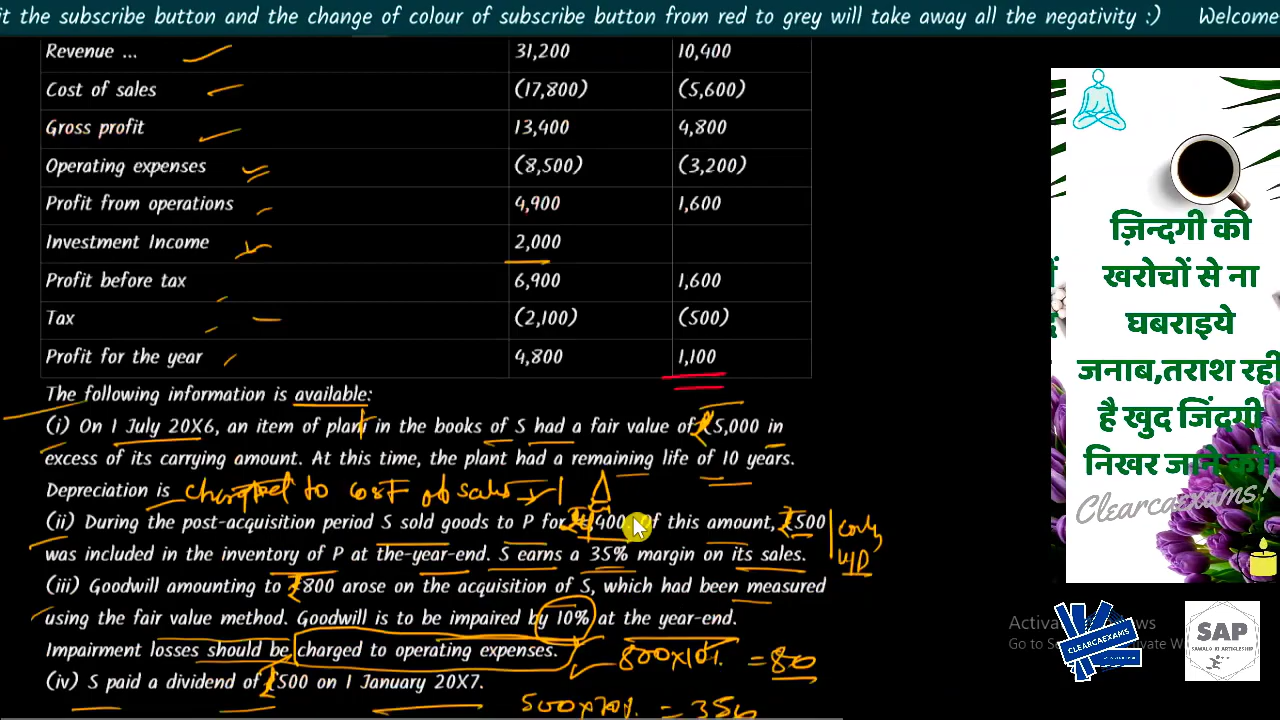 it the subscribe button and the change of colour of subscribe button from red to grey will take away all the negativity :) Welcome
Revenue ... 31,200 10,400
Cost of sales (17,800) (5,600)
Gross profit 13,400 4,800
Operating expenses (8,500) (3,200)
Profit from operations 4,900 1,600
Investment Income 2,000
Profit before tax 6,900 1,600
Tax (2,100) (500)
Profit for the year 4,800 1,100
The following information is available:
(i) On 1 July 20X6, an item of plant in the books of S had a fair value of ₹5,000 in
excess of its carrying amount. At this time, the plant had a remaining life of 10 years.
Depreciation is charged to cost of sales
(ii) During the post-acquisition period S sold goods to P for 400 of this amount, ₹500
was included in the inventory of P at the year-end. S earns a 35% margin on its sales.
(iii) Goodwill amounting to ₹800 arose on the acquisition of S, which had been measured
using the fair value method. Goodwill is to be impaired by 10% at the year-end.
Impairment losses should be charged to operating expenses.
800x10% = 80
(iv) S paid a dividend of ₹500 on 1 January 20X7.
500x70% = 350
ज़िन्दगी की
खरोचों से ना
घबराइये
जनाब,तराश रही
है खुद जिंदगी
निखर जाने को।
Clearcaexams.
CLEARCAEXAMS
SAP
SAWALO KI ARTICLESHIP